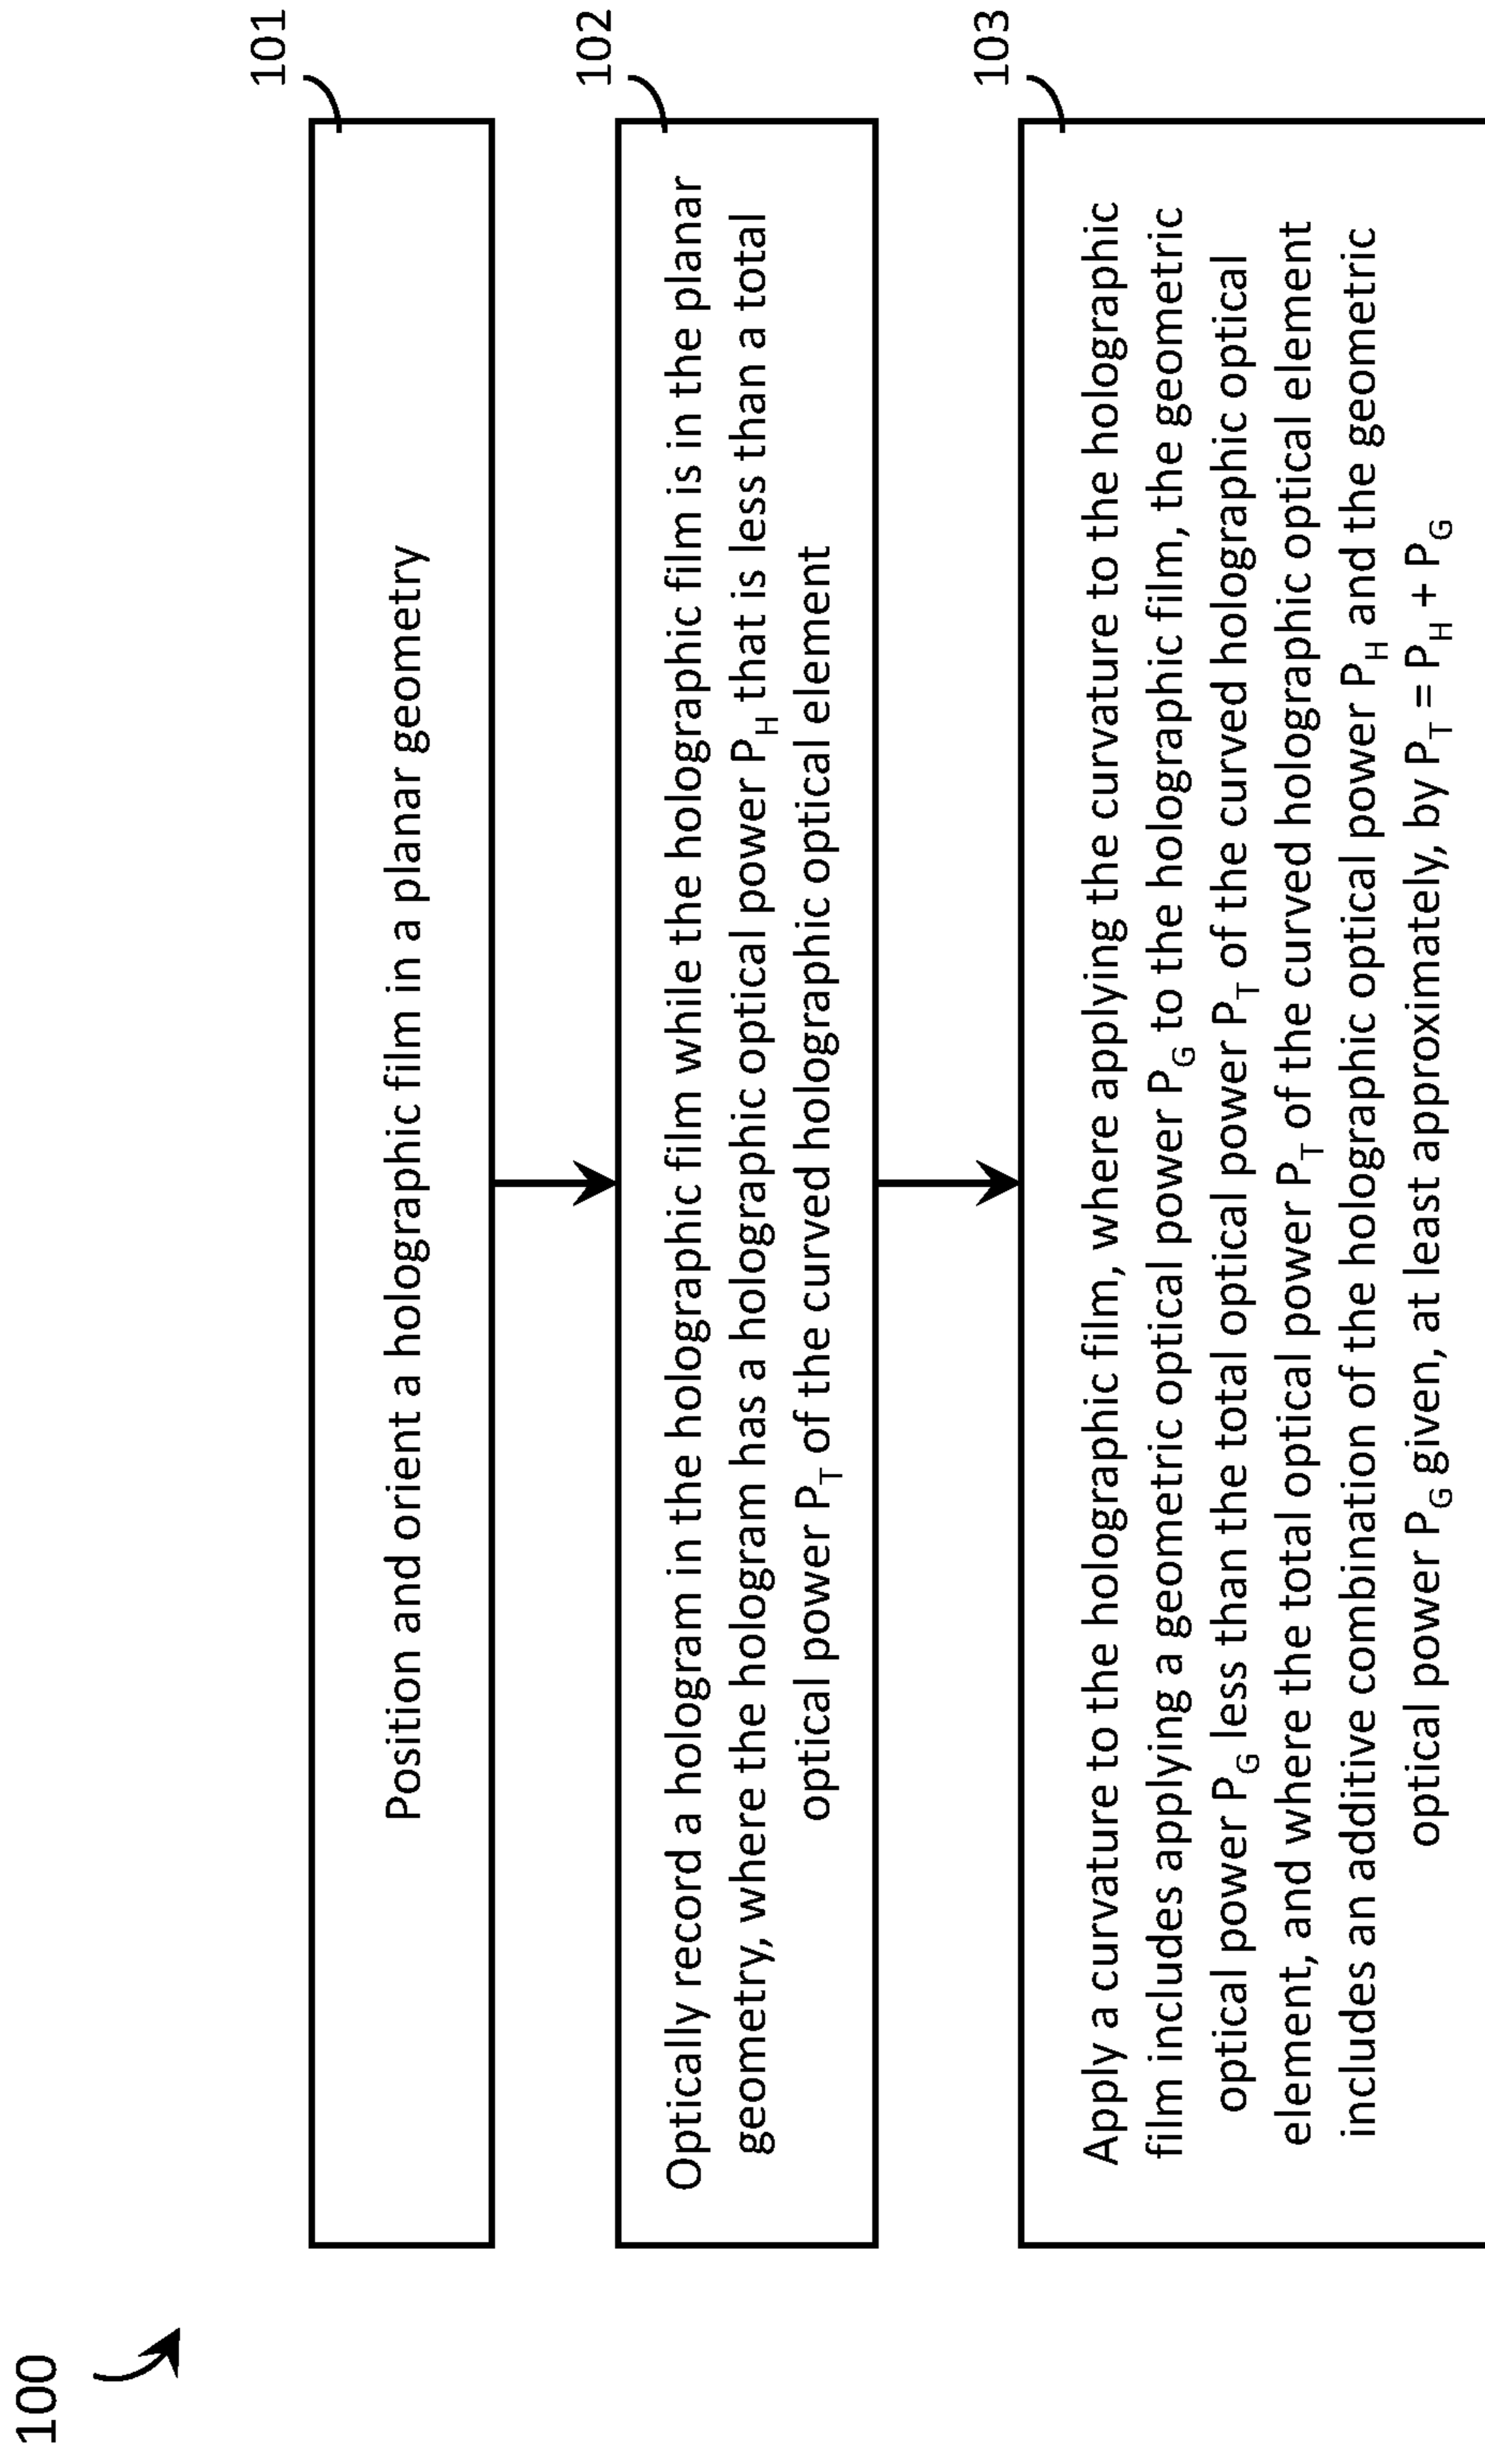 100
101
Position and orient a holographic film in a planar geometry
102
Optically record a hologram in the holographic film while the holographic film is in the planar
geometry, where the hologram has a holographic optical power P_H that is less than a total
optical power P_T of the curved holographic optical element
103
Apply a curvature to the holographic film, where applying the curvature to the holographic
film includes applying a geometric optical power P_G to the holographic film, the geometric
optical power P_G less than the total optical power P_T of the curved holographic optical
element, and where the total optical power P_T of the curved holographic optical element
includes an additive combination of the holographic optical power P_H and the geometric
optical power P_G given, at least approximately, by P_T = P_H + P_G